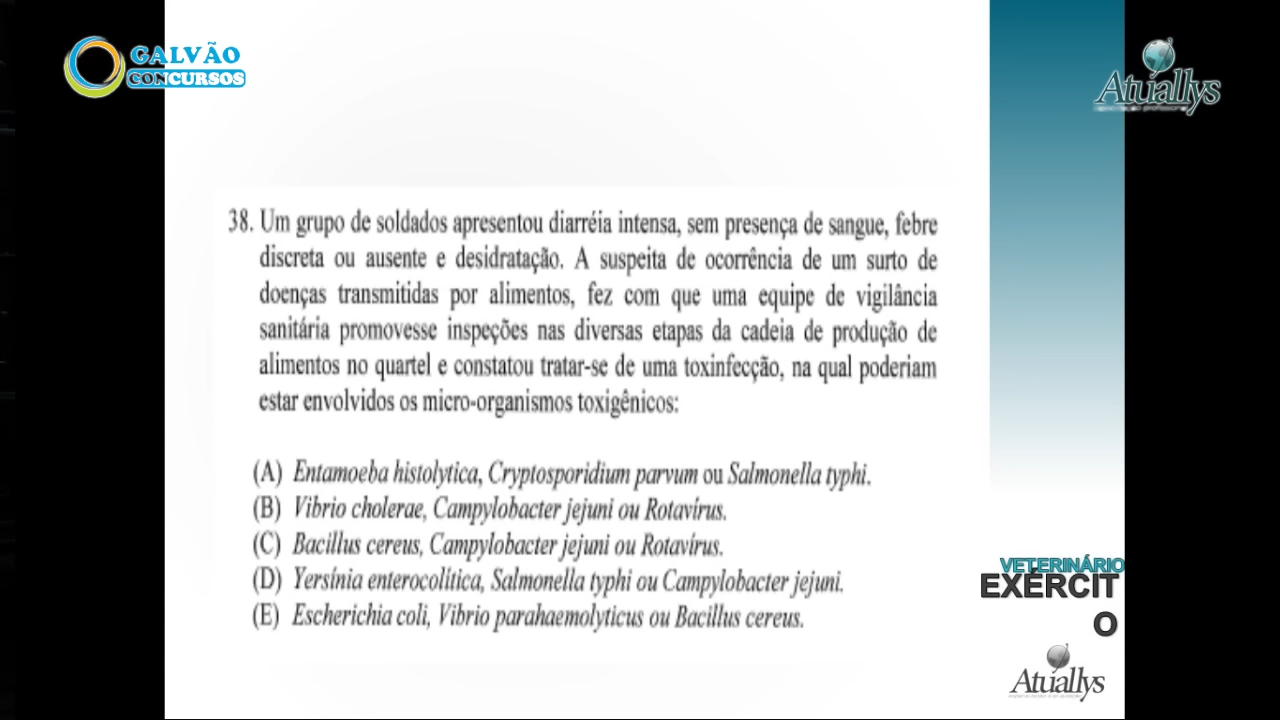 GALVÃO
CONCURSOS
Atuallys
38. Um grupo de soldados apresentou diarréia intensa, sem presença de sangue, febre
discreta ou ausente e desidratação. A suspeita de ocorrência de um surto de
doenças transmitidas por alimentos, fez com que uma equipe de vigilância
sanitária promovesse inspeções nas diversas etapas da cadeia de produção de
alimentos no quartel e constatou tratar-se de uma toxinfecção, na qual poderiam
estar envolvidos os micro-organismos toxigênicos:
(A) Entamoeba histolytica, Cryptosporidium parvum ou Salmonella typhi.
(B) Vibrio cholerae, Campylobacter jejuni ou Rotavírus.
(C) Bacillus cereus, Campylobacter jejuni ou Rotavírus.
(D) Yersínia enterocolítica, Salmonella typhi ou Campylobacter jejuni.
(E) Escherichia coli, Vibrio parahaemolyticus ou Bacillus cereus.
VETERINÁRIO
EXÉRCIT
O
Atuallys